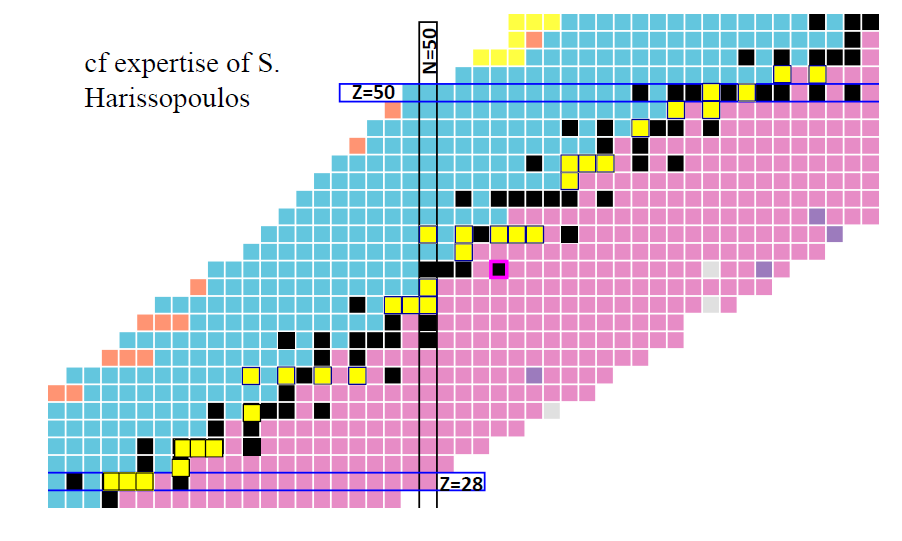 cf expertise of S.
Harissopoulos
N=50
Z=50
Z=28